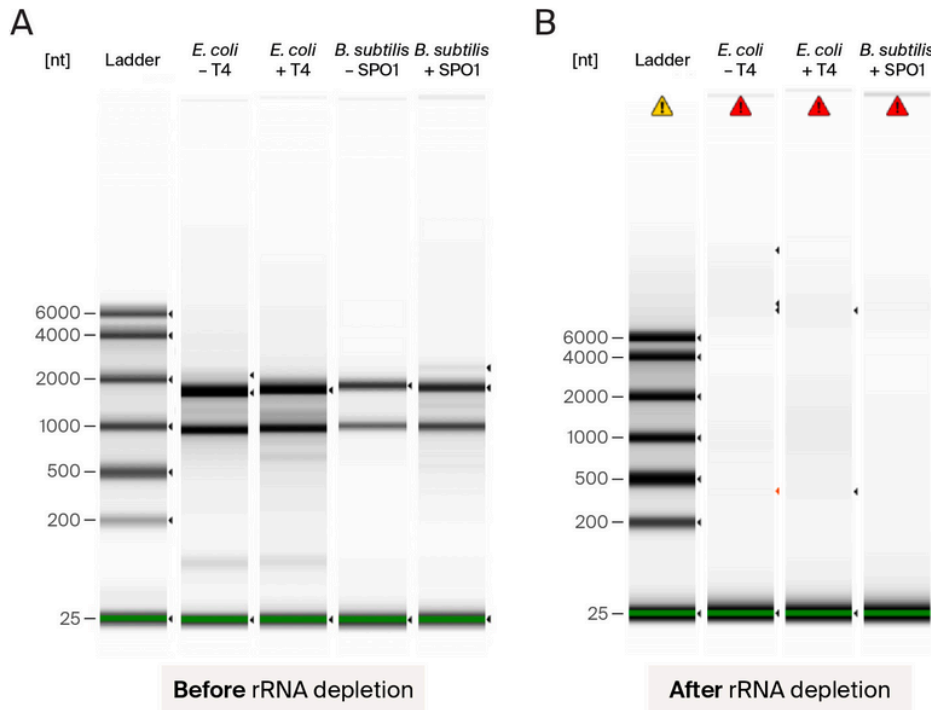 A
[nt]
Ladder
E. coli
– T4
E. coli
+ T4
B. subtilis
– SPO1
B. subtilis
+ SPO1
6000
4000
2000
1000
500
200
25
Before rRNA depletion
B
[nt]
Ladder
E. coli
– T4
E. coli
+ T4
B. subtilis
+ SPO1
6000
4000
2000
1000
500
200
25
After rRNA depletion